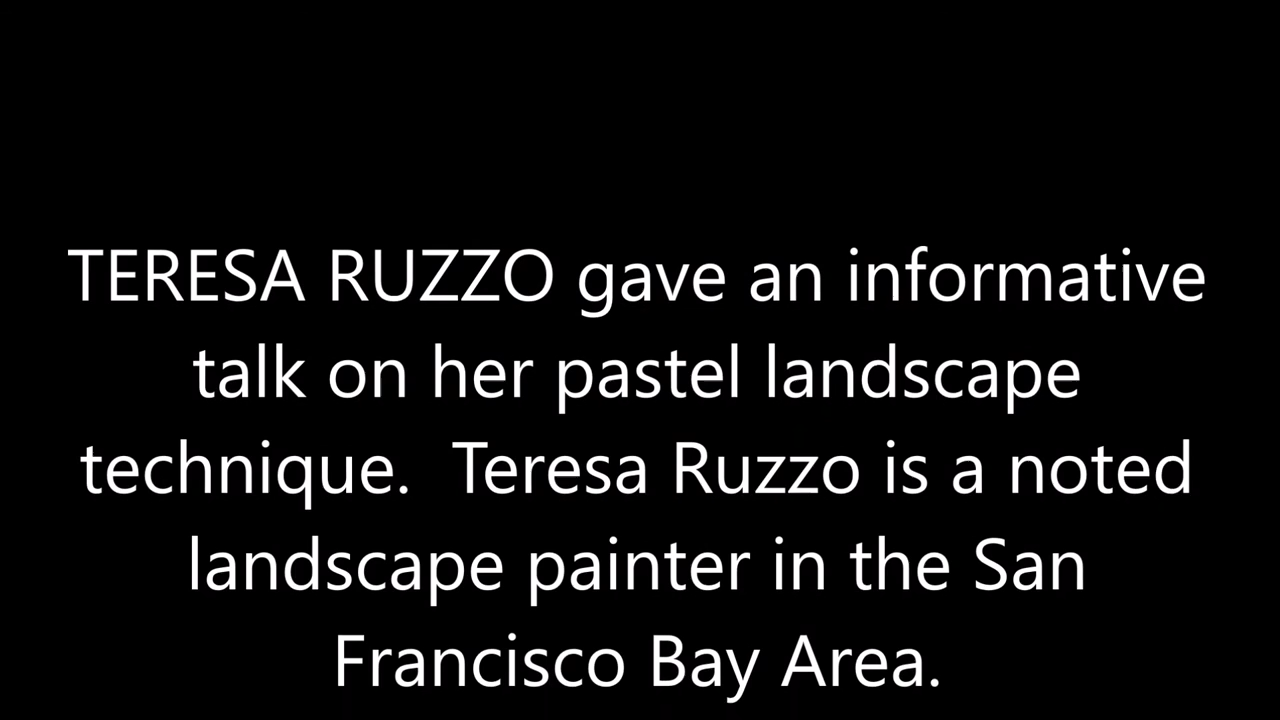 TERESA RUZZO gave an informative
talk on her pastel landscape
technique.  Teresa Ruzzo is a noted
landscape painter in the San
Francisco Bay Area.